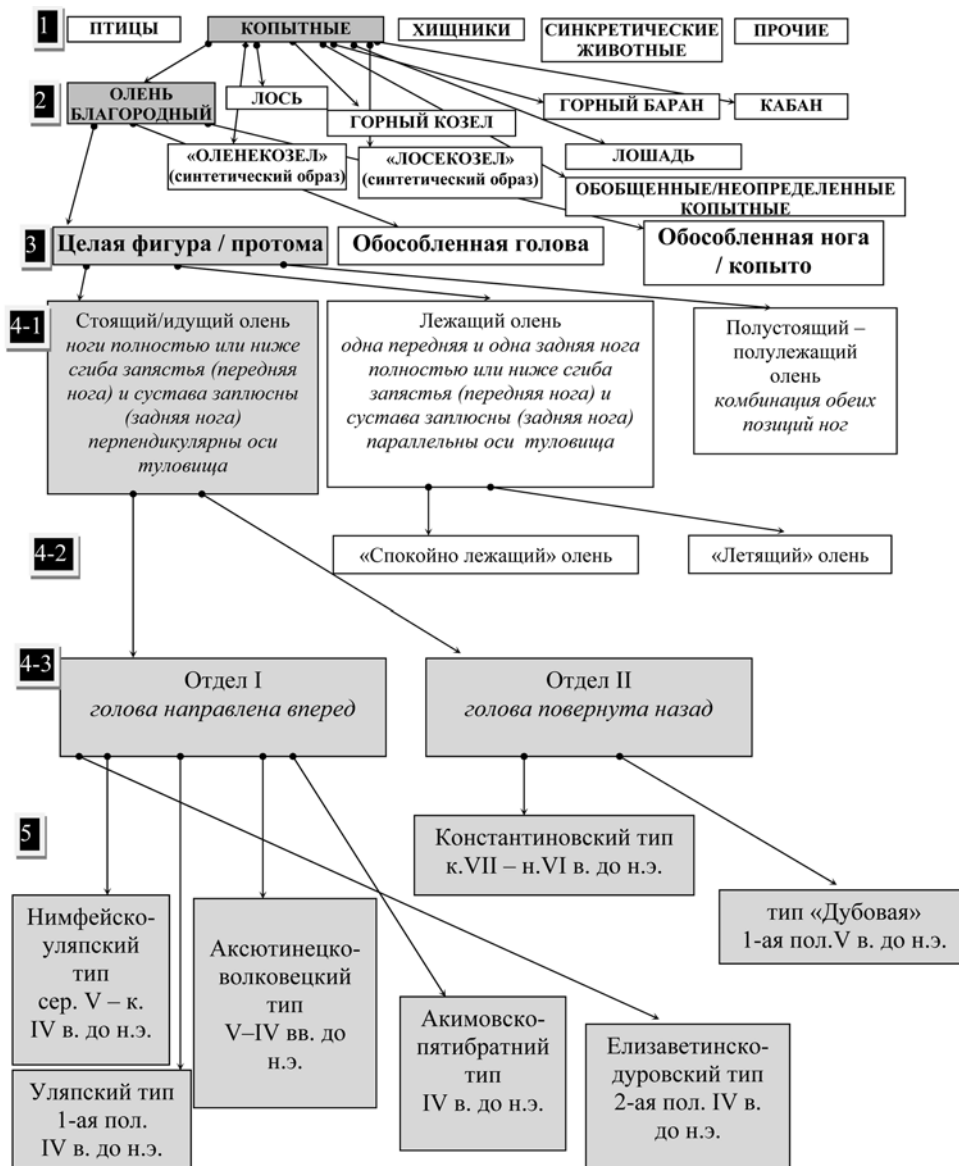 1
ПТИЦЫ
КОПЫТНЫЕ
ХИЩНИКИ
СИНКРЕТИЧЕСКИЕ
ЖИВОТНЫЕ
ПРОЧИЕ
2
ОЛЕНЬ
БЛАГОРОДНЫЙ
ЛОСЬ
ГОРНЫЙ КОЗЕЛ
ГОРНЫЙ БАРАН
КАБАН
«ОЛЕНЕКОЗЕЛ»
(синтетический образ)
«ЛОСЕКОЗЕЛ»
(синтетический образ)
ЛОШАДЬ
ОБОБЩЕННЫЕ/НЕОПРЕДЕЛЕННЫЕ
КОПЫТНЫЕ
3
Целая фигура / протома
Обособленная голова
Обособленная нога
/ копыто
4-1
Стоящий/идущий олень
ноги полностью или ниже
сгиба запястья (передняя
нога) и сустава заплюсны
(задняя нога)
перпендикулярны оси
туловища
Лежащий олень
одна передняя и одна задняя нога
полностью или ниже сгиба
запястья (передняя нога) и
сустава заплюсны (задняя нога)
параллельны оси туловища
Полустоящий –
полулежащий
олень
комбинация обеих
позиций ног
4-2
«Спокойно лежащий» олень
«Летящий» олень
4-3
Отдел I
голова направлена вперед
Отдел II
голова повернута назад
5
Константиновский тип
к.VII – н.VI в. до н.э.
тип «Дубовая»
1-ая пол.V в. до н.э.
Нимфейско-
уляпский
тип
сер. V – к.
IV в. до н.э.
Аксютинецко-
волковецкий
тип
V–IV вв. до
н.э.
Акимовско-
пятибратний
тип
IV в. до н.э.
Елизаветинско-
дуровский тип
2-ая пол. IV в.
до н.э.
Уляпский тип
1-ая пол.
IV в. до н.э.